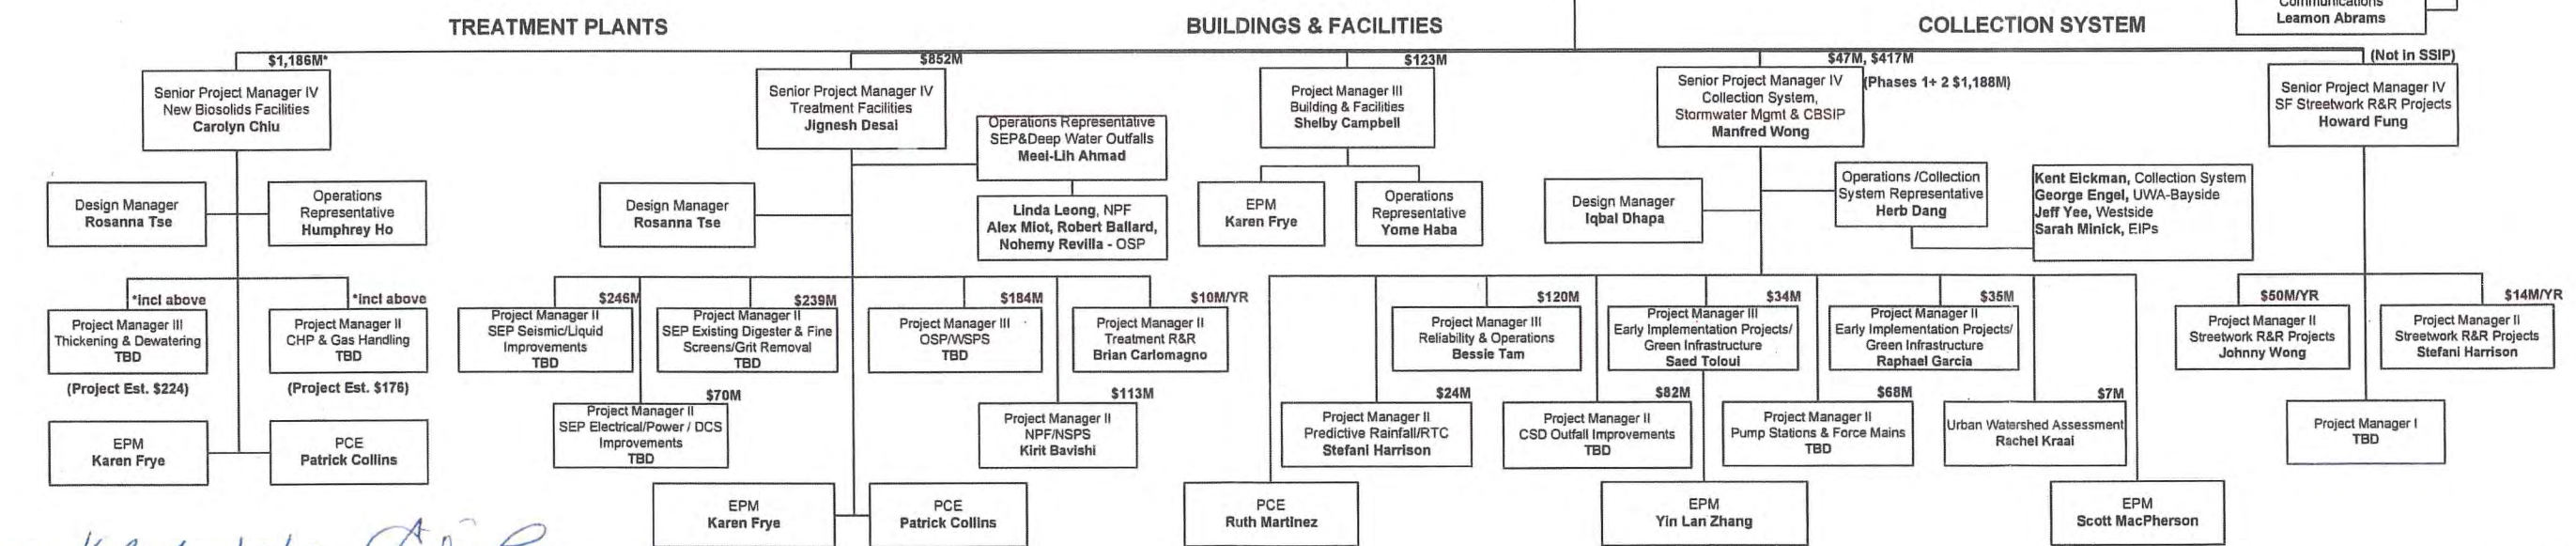 Communications
Leamon Abrams
TREATMENT PLANTS
BUILDINGS & FACILITIES
COLLECTION SYSTEM
$1,186M*
Senior Project Manager IV
New Biosolids Facilities
Carolyn Chiu
Design Manager
Rosanna Tse
Operations
Representative
Humphrey Ho
*incl above
Project Manager III
Thickening & Dewatering
TBD
(Project Est. $224)
*incl above
Project Manager II
CHP & Gas Handling
TBD
(Project Est. $176)
EPM
Karen Frye
PCE
Patrick Collins
$852M
Senior Project Manager IV
Treatment Facilities
Jignesh Desai
Operations Representative
SEP&Deep Water Outfalls
Meei-Lih Ahmad
Linda Leong, NPF
Alex Miot, Robert Ballard,
Nohemy Revilla - OSP
Design Manager
Rosanna Tse
$246M
Project Manager II
SEP Seismic/Liquid
Improvements
TBD
$239M
Project Manager II
SEP Existing Digester & Fine
Screens/Grit Removal
TBD
$184M
Project Manager III
OSP/WSPS
TBD
$10M/YR
Project Manager II
Treatment R&R
Brian Carlomagno
$70M
Project Manager II
SEP Electrical/Power / DCS
Improvements
TBD
$113M
Project Manager II
NPF/NSPS
Kirit Bavishi
EPM
Karen Frye
PCE
Patrick Collins
$123M
Project Manager III
Building & Facilities
Shelby Campbell
EPM
Karen Frye
Operations
Representative
Yome Haba
$47M, $417M
(Phases 1+ 2 $1,188M)
Senior Project Manager IV
Collection System,
Stormwater Mgmt & CBSIP
Manfred Wong
Design Manager
Iqbal Dhapa
Operations /Collection
System Representative
Herb Dang
Kent Eickman, Collection System
George Engel, UWA-Bayside
Jeff Yee, Westside
Sarah Minick, EIPs
$120M
Project Manager III
Reliability & Operations
Bessie Tam
$34M
Project Manager III
Early Implementation Projects/
Green Infrastructure
Saed Toloui
$35M
Project Manager II
Early Implementation Projects/
Green Infrastructure
Raphael Garcia
$24M
Project Manager II
Predictive Rainfall/RTC
Stefani Harrison
$82M
Project Manager II
CSD Outfall Improvements
TBD
$68M
Project Manager II
Pump Stations & Force Mains
TBD
$7M
Urban Watershed Assessment
Rachel Kraai
PCE
Ruth Martinez
EPM
Yin Lan Zhang
EPM
Scott MacPherson
(Not in SSIP)
Senior Project Manager IV
SF Streetwork R&R Projects
Howard Fung
$50M/YR
Project Manager II
Streetwork R&R Projects
Johnny Wong
$14M/YR
Project Manager II
Streetwork R&R Projects
Stefani Harrison
Project Manager I
TBD